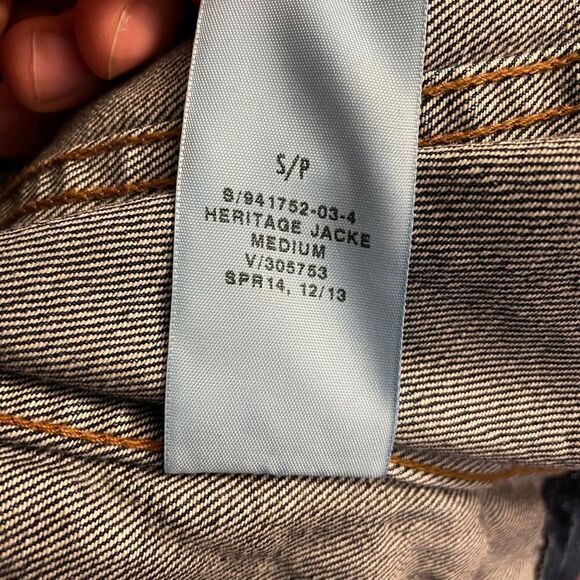 S/P
S/941752-03-4
HERITAGE JACKE
MEDIUM
V/305753
SPR14, 12/13